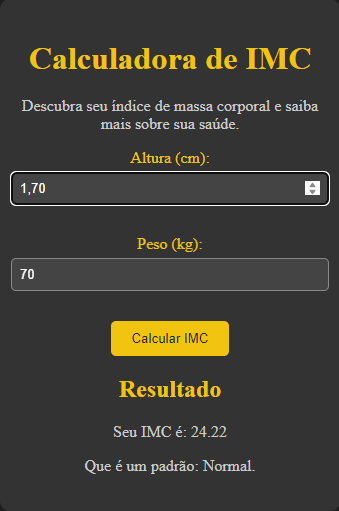 Calculadora de IMC
Descubra seu índice de massa corporal e saiba
mais sobre sua saúde.
Altura (cm):
1,70
Peso (kg):
70
Calcular IMC
Resultado
Seu IMC é: 24.22
Que é um padrão: Normal.